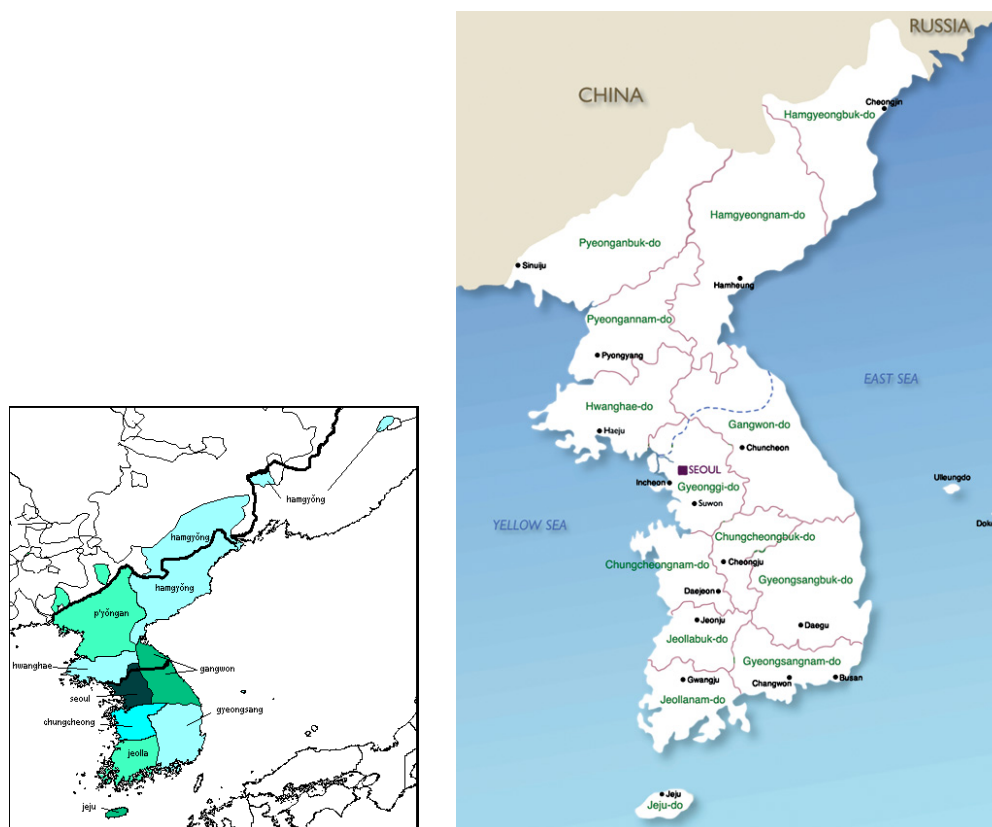 hamgyŏng
hamgyŏng
hamgyŏng
p'yŏngan
hwanghae
gangwon
seoul
chungcheong
gyeongsang
jeolla
jeju
RUSSIA
CHINA
Cheongjin
Hamgyeongbuk-do
Hamgyeongnam-do
Pyeonganbuk-do
Sinuiju
Hamheung
Pyeongannam-do
Pyongyang
EAST SEA
Hwanghae-do
Gangwon-do
Haeju
Chuncheon
SEOUL
Ulleungdo
Incheon
Gyeonggi-do
Suwon
YELLOW SEA
Dok
Chungcheongbuk-do
Chungcheongnam-do
Cheongju
Gyeongsangbuk-do
Daejeon
Jeonju
Daegu
Jeollabuk-do
Gyeongsangnam-do
Gwangju
Changwon
Busan
Jeollanam-do
Jeju
Jeju-do